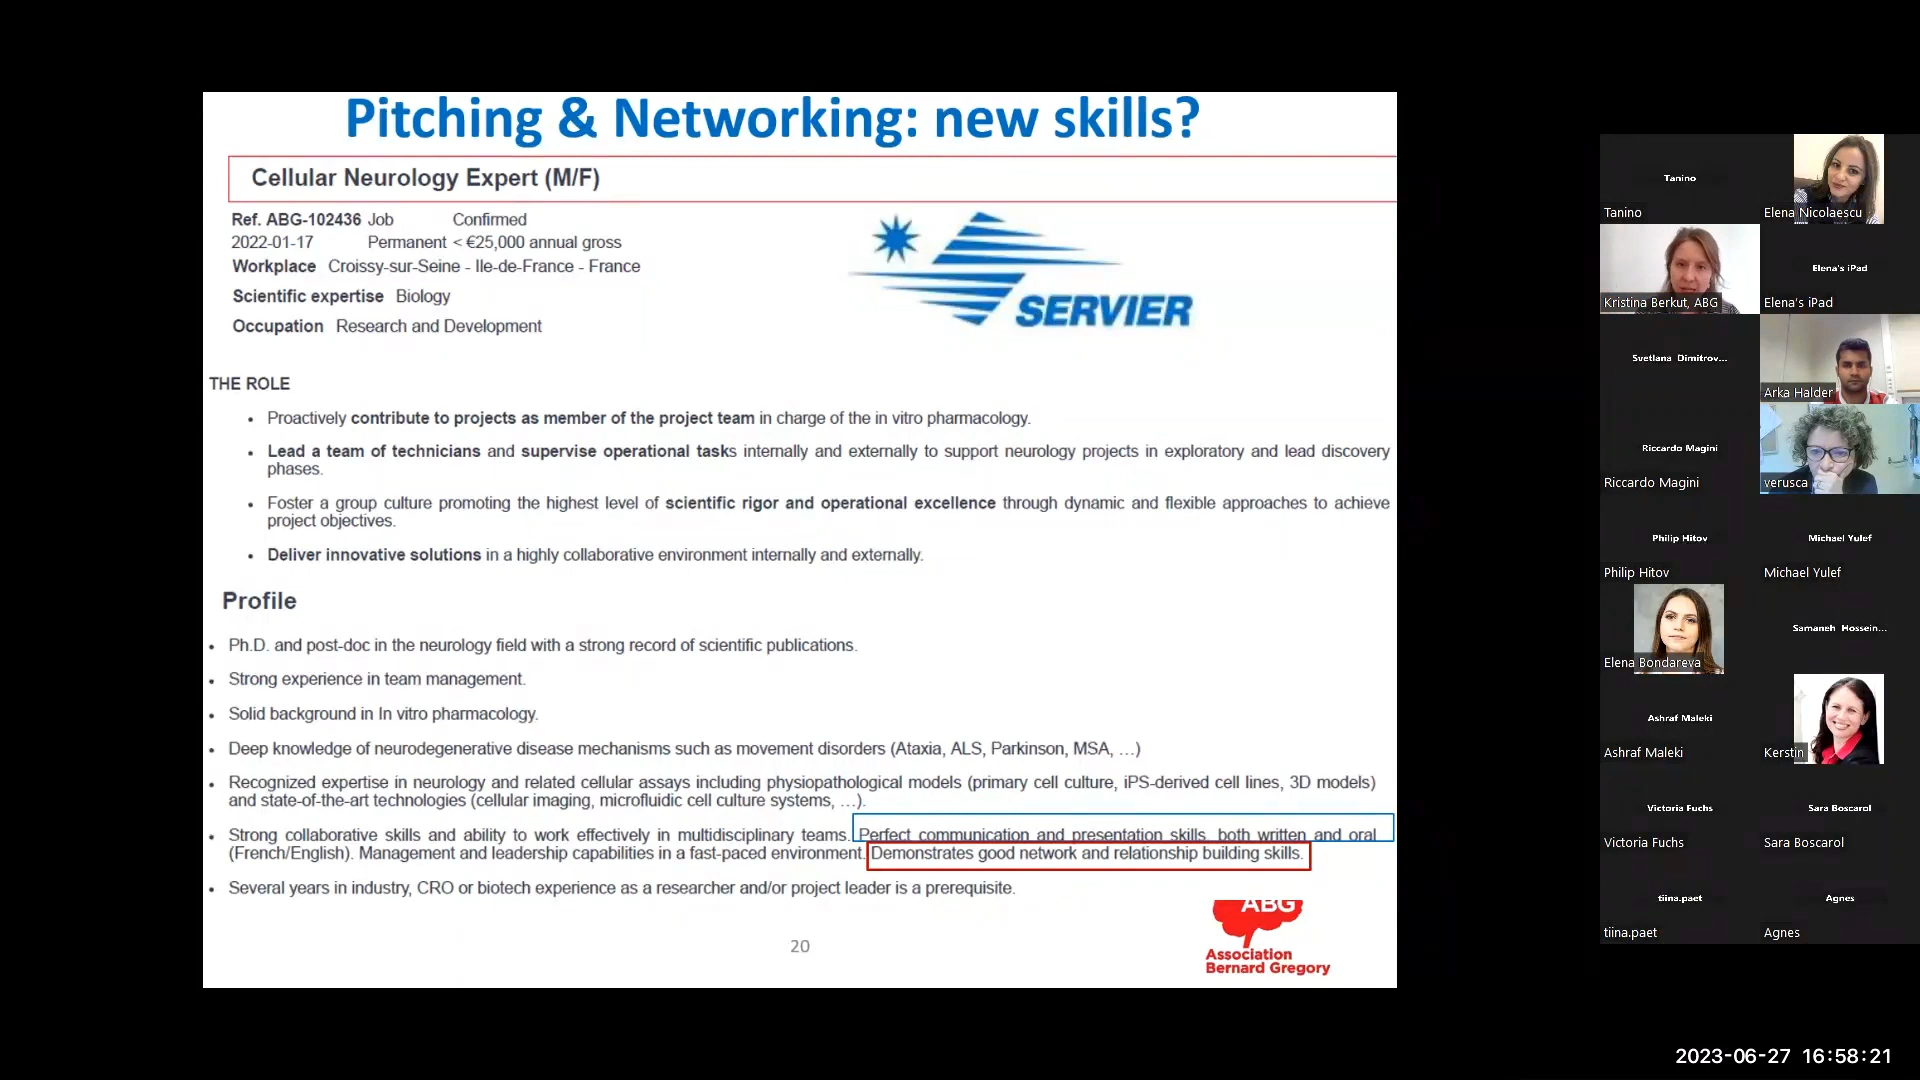 Pitching & Networking: new skills?
Cellular Neurology Expert (M/F)
Ref. ABG-102436 Job Confirmed
2022-01-17 Permanent < €25,000 annual gross
Workplace Croissy-sur-Seine - Ile-de-France - France
Scientific expertise Biology
Occupation Research and Development
SERVIER
THE ROLE
• Proactively contribute to projects as member of the project team in charge of the in vitro pharmacology.
• Lead a team of technicians and supervise operational tasks internally and externally to support neurology projects in exploratory and lead discovery
phases.
• Foster a group culture promoting the highest level of scientific rigor and operational excellence through dynamic and flexible approaches to achieve
project objectives.
• Deliver innovative solutions in a highly collaborative environment internally and externally.
Profile
• Ph.D. and post-doc in the neurology field with a strong record of scientific publications.
• Strong experience in team management.
• Solid background in In vitro pharmacology.
• Deep knowledge of neurodegenerative disease mechanisms such as movement disorders (Ataxia, ALS, Parkinson, MSA, …)
• Recognized expertise in neurology and related cellular assays including physiopathological models (primary cell culture, iPS-derived cell lines, 3D models)
and state-of-the-art technologies (cellular imaging, microfluidic cell culture systems, …).
• Strong collaborative skills and ability to work effectively in multidisciplinary teams. Perfect communication and presentation skills, both written and oral
(French/English). Management and leadership capabilities in a fast-paced environment. Demonstrates good network and relationship building skills.
• Several years in industry, CRO or biotech experience as a researcher and/or project leader is a prerequisite.
20
ABG
Association
Bernard Gregory
Tanino
Tanino
Elena Nicolaescu
Kristina Berkut, ABG
Elena's iPad
Elena's iPad
Svetlana Dimitrov...
Arka Halder
Riccardo Magini
Riccardo Magini
verusca
Philip Hitov
Philip Hitov
Michael Yulef
Michael Yulef
Elena Bondareva
Samaneh Hossein...
Ashraf Maleki
Ashraf Maleki
Kerstin
Victoria Fuchs
Victoria Fuchs
Sara Boscarol
Sara Boscarol
tiina.paet
tiina.paet
Agnes
Agnes
2023-06-27 16:58:21